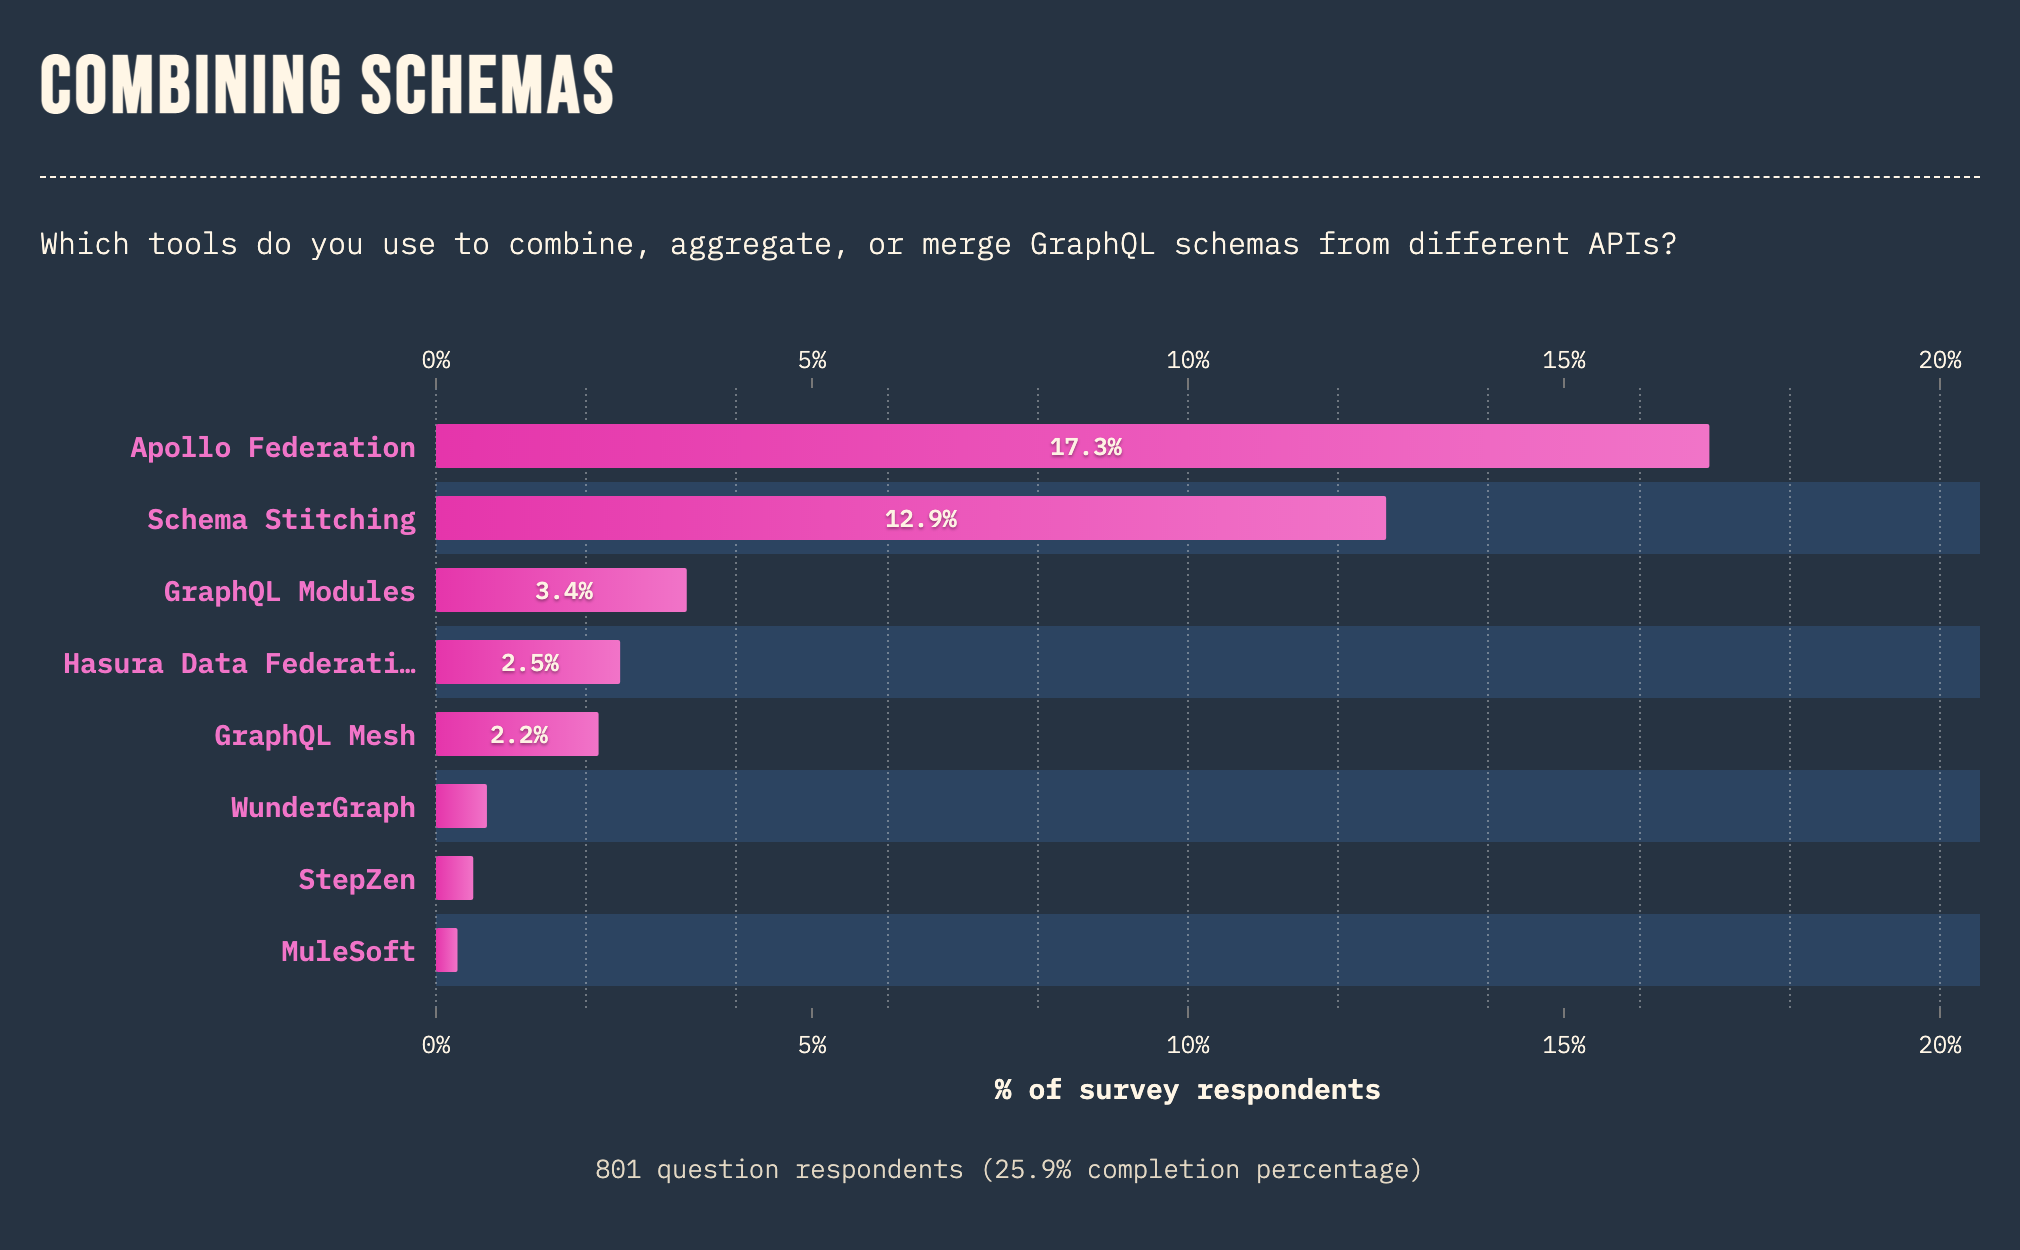 COMBINING SCHEMAS
Which tools do you use to combine, aggregate, or merge GraphQL schemas from different APIs?
0% 5% 10% 15% 20%
Apollo Federation 17.3%
Schema Stitching 12.9%
GraphQL Modules 3.4%
Hasura Data Federati… 2.5%
GraphQL Mesh 2.2%
WunderGraph
StepZen
MuleSoft
0% 5% 10% 15% 20%
% of survey respondents
801 question respondents (25.9% completion percentage)